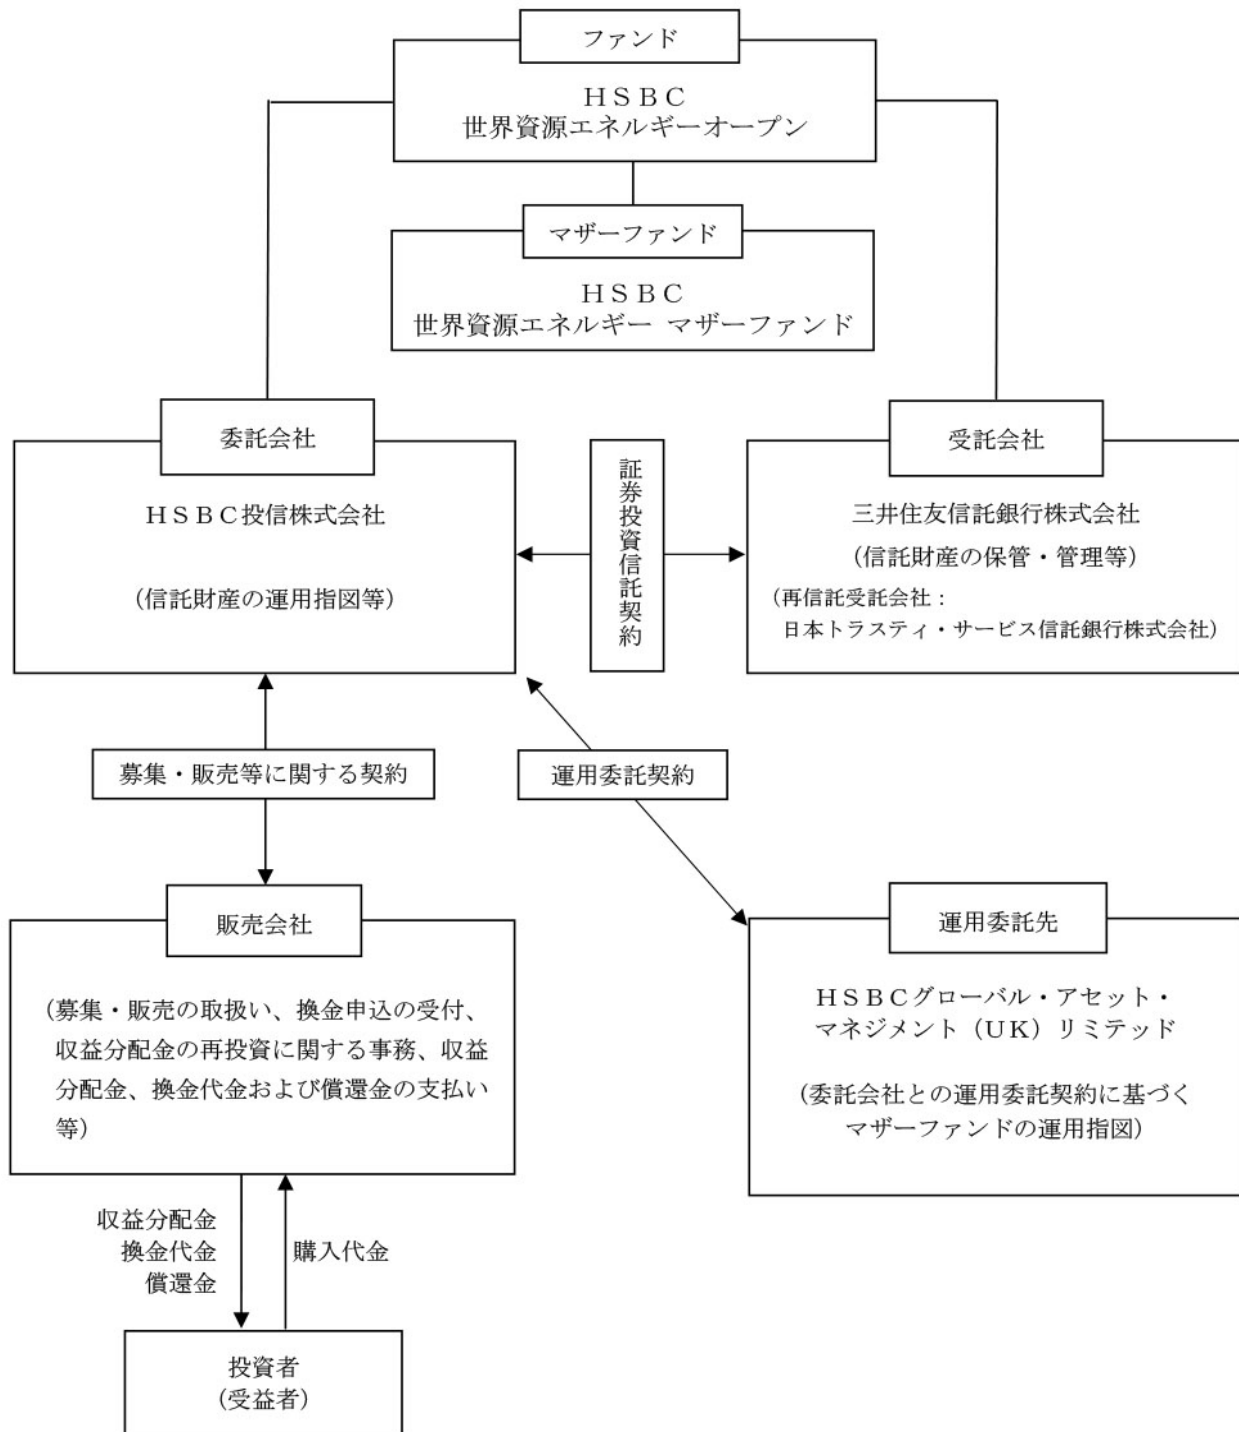 ファンド
ＨＳＢＣ
世界資源エネルギーオープン
マザーファンド
ＨＳＢＣ
世界資源エネルギー マザーファンド
委託会社
ＨＳＢＣ投信株式会社
（信託財産の運用指図等）
証券投資信託契約
受託会社
三井住友信託銀行株式会社
（信託財産の保管・管理等）
（再信託受託会社：
日本トラスティ・サービス信託銀行株式会社）
募集・販売等に関する契約
運用委託契約
販売会社
（募集・販売の取扱い、換金申込の受付、
収益分配金の再投資に関する事務、収益
分配金、換金代金および償還金の支払い
等）
運用委託先
ＨＳＢＣグローバル・アセット・
マネジメント（ＵＫ）リミテッド
（委託会社との運用委託契約に基づく
マザーファンドの運用指図）
収益分配金
換金代金
償還金
購入代金
投資者
（受益者）